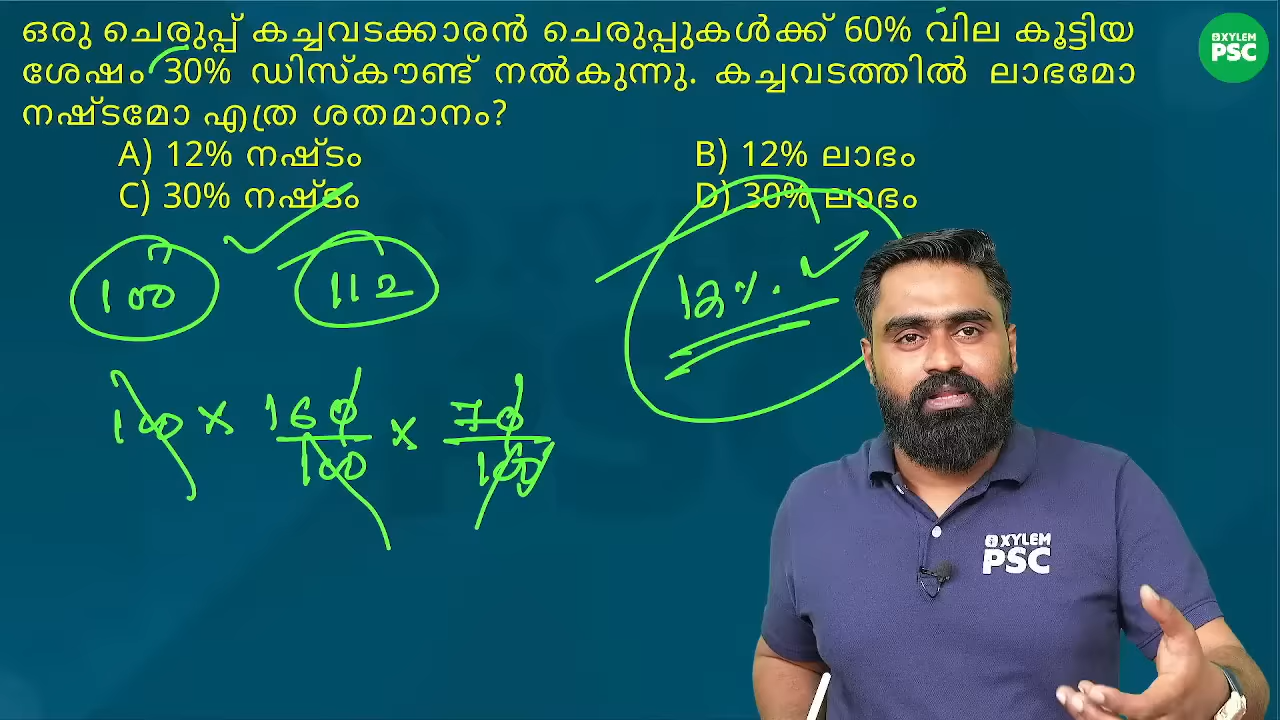 ഒരു ചെരുപ്പ് കച്ചവടക്കാരൻ ചെരുപ്പുകൾക്ക് 60% വില കൂട്ടിയ
ശേഷം 30% ഡിസ്കൗണ്ട് നൽകുന്നു. കച്ചവടത്തിൽ ലാഭമോ
നഷ്ടമോ എത്ര ശതമാനം?
A) 12% നഷ്ടം B) 12% ലാഭം
C) 30% നഷ്ടം D) 30% ലാഭം
100 112 12%.
100 × 160/100 × 70/100
XYLEM
PSC
XYLEM
PSC